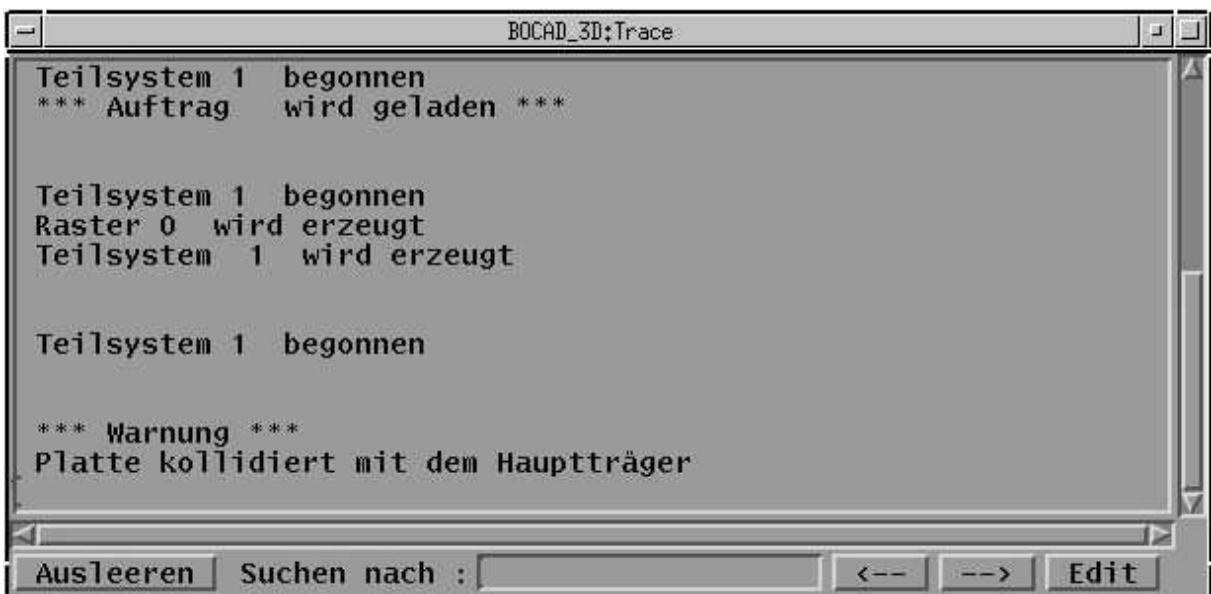 BOCAD_3D:Trace
Teilsystem 1 begonnen
*** Auftrag wird geladen ***
Teilsystem 1 begonnen
Raster 0 wird erzeugt
Teilsystem 1 wird erzeugt
Teilsystem 1 begonnen
*** Warnung ***
Platte kollidiert mit dem Hauptträger
Ausleeren Suchen nach : <-- --> Edit